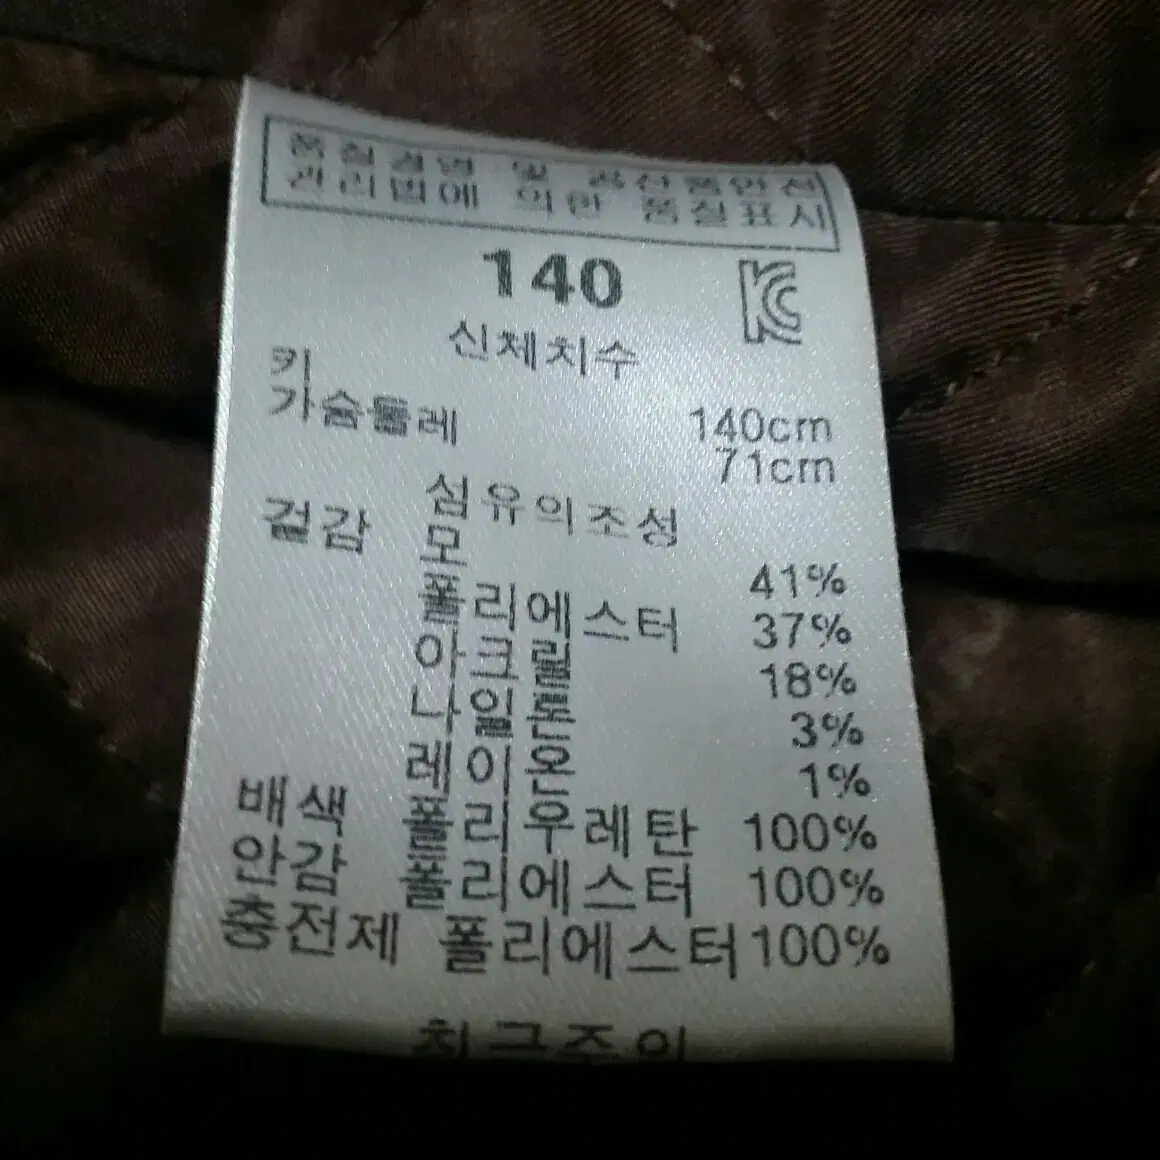 품질경영 및 공산품안전
관리법에 의한 품질표시
140
신체치수
키 140cm
가슴둘레 71cm
섬유의조성
겉감 모 41%
폴리에스터 37%
아크릴 18%
나일론 3%
레이온 1%
배색 폴리우레탄 100%
안감 폴리에스터 100%
충전제 폴리에스터 100%
취급주의